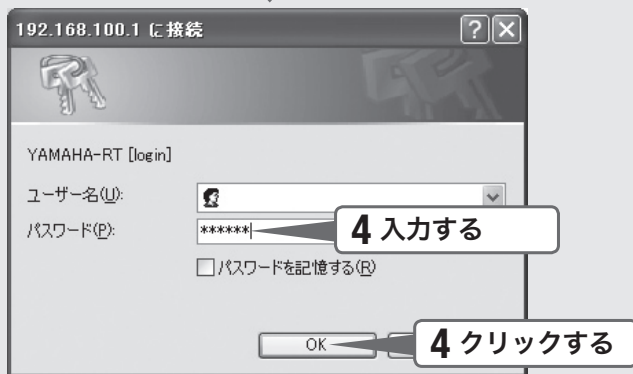 192.168.100.1 に接続
YAMAHA-RT [login]
ユーザー名(U):
パスワード(P):
******
4 入力する
パスワードを記憶する(R)
OK
4 クリックする